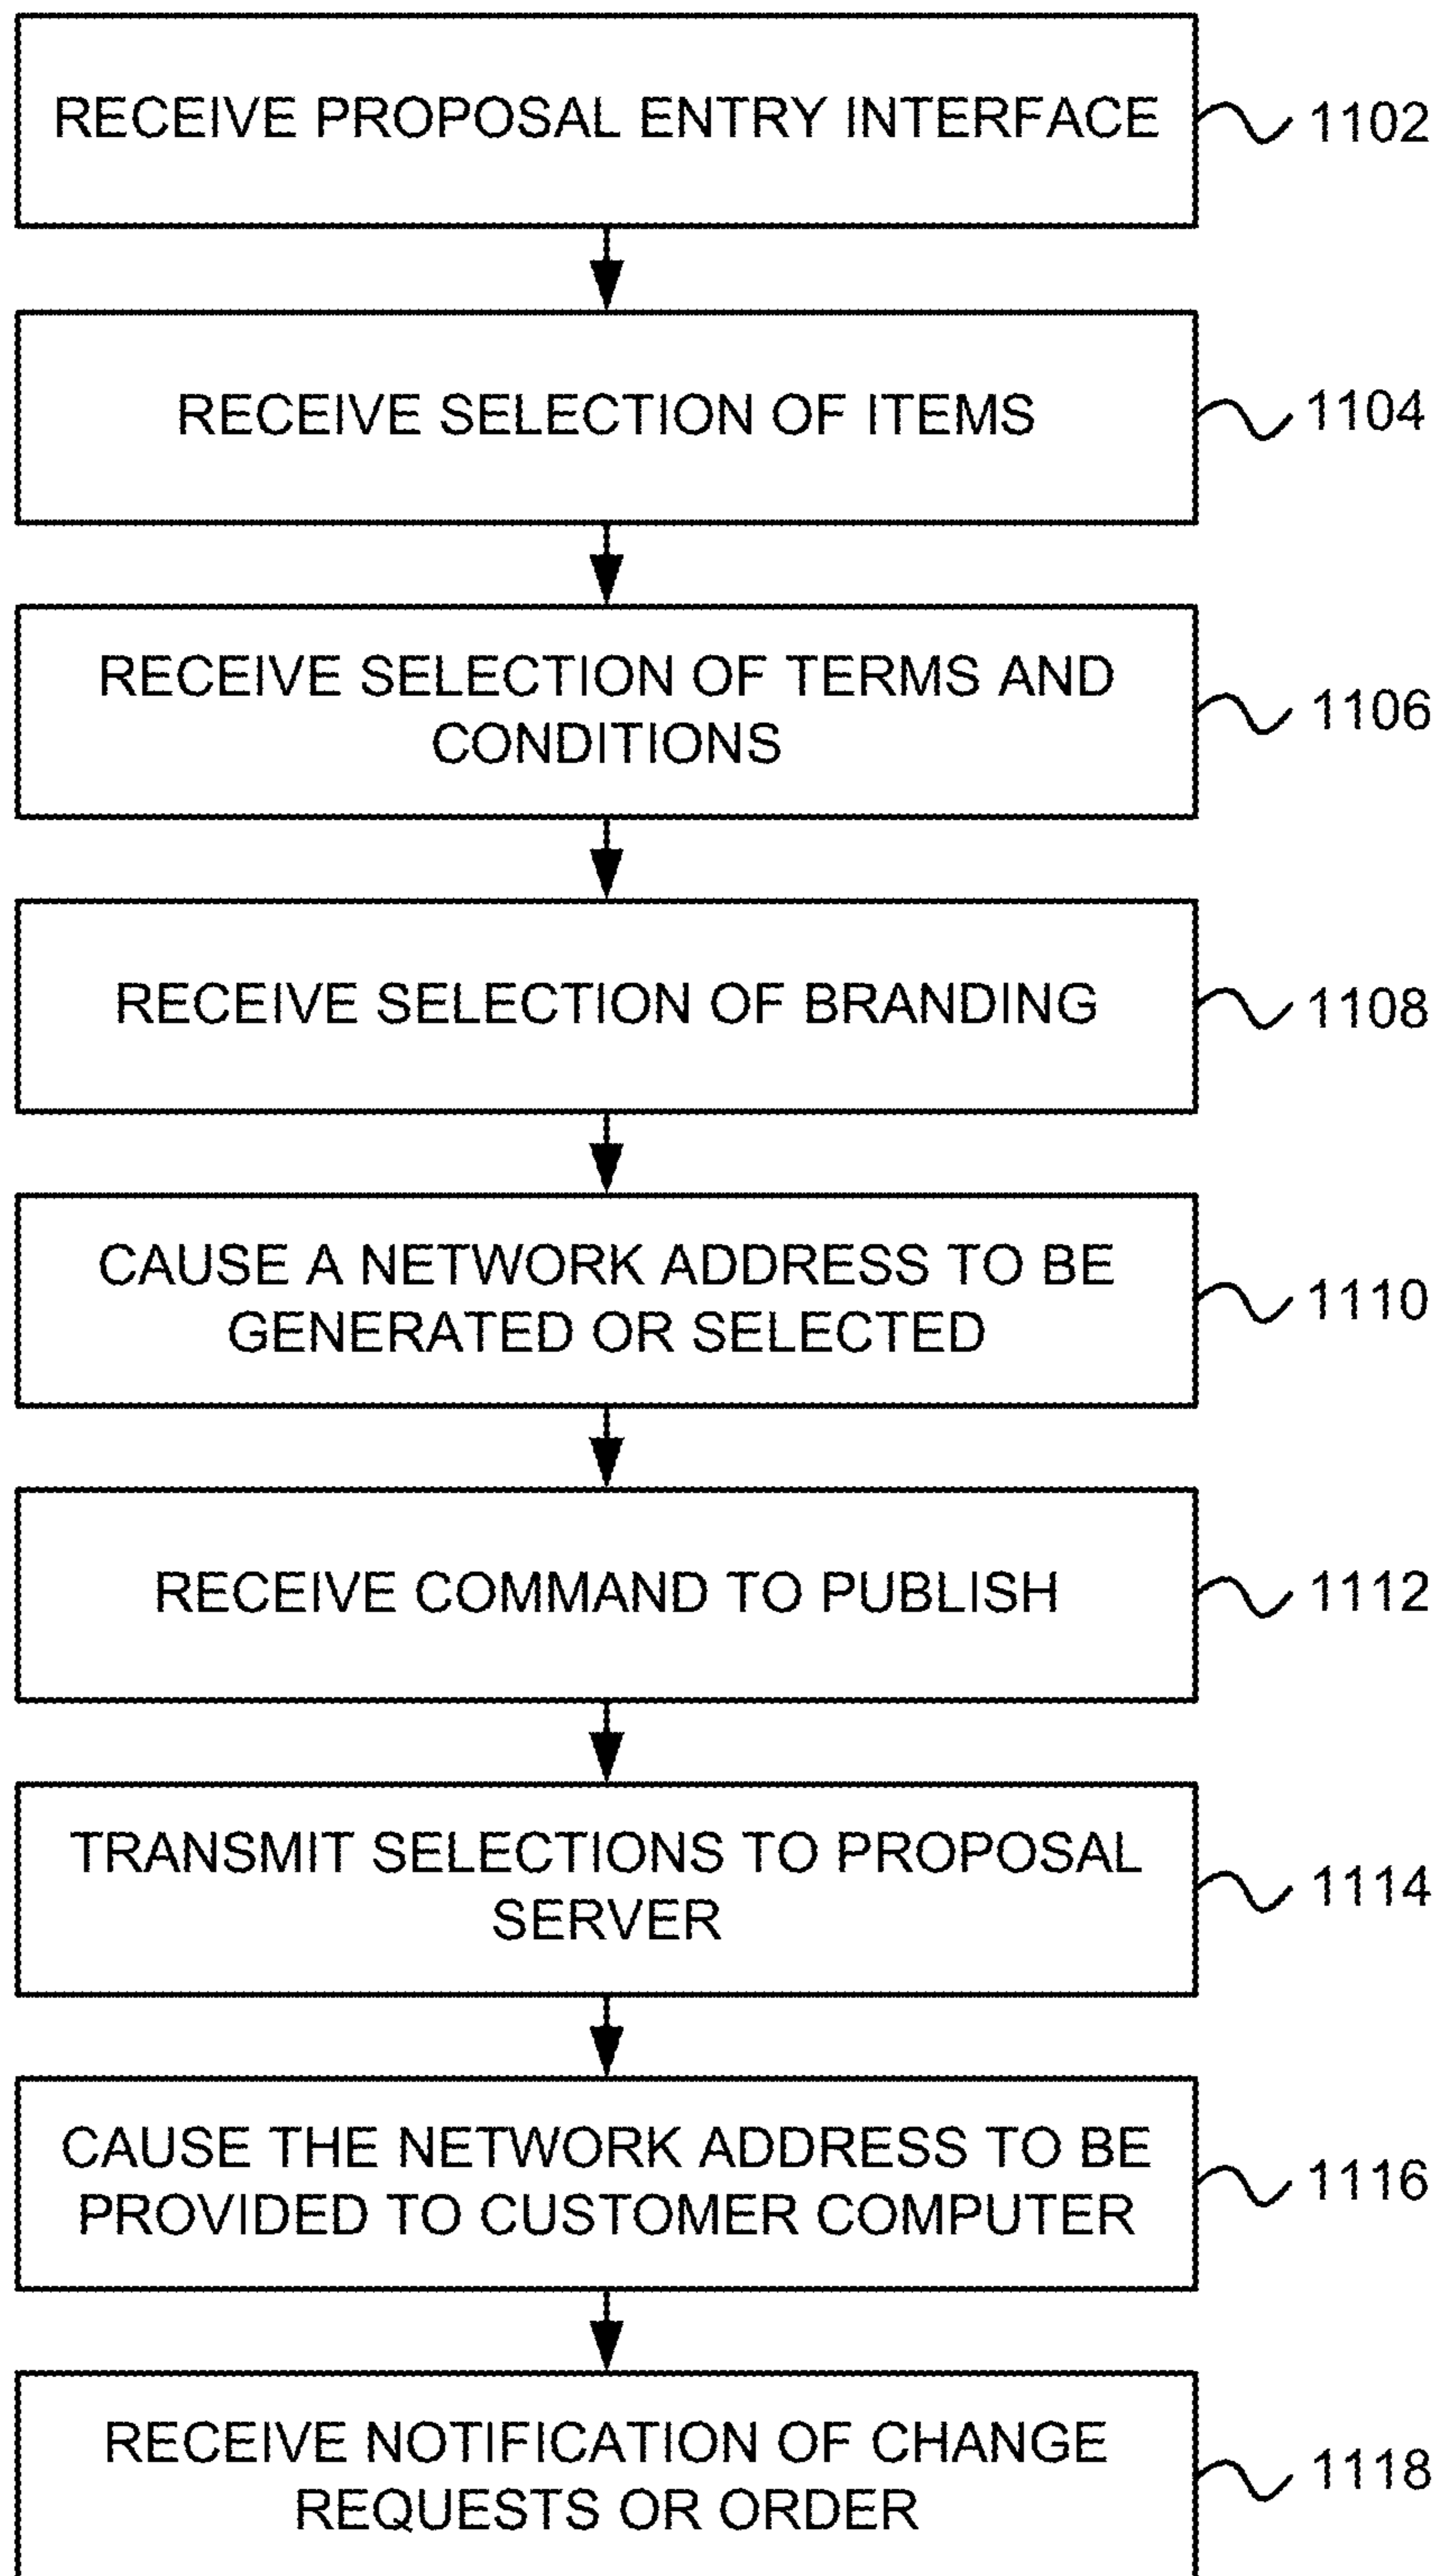 RECEIVE PROPOSAL ENTRY INTERFACE
1102
RECEIVE SELECTION OF ITEMS
1104
RECEIVE SELECTION OF TERMS AND
CONDITIONS
1106
RECEIVE SELECTION OF BRANDING
1108
CAUSE A NETWORK ADDRESS TO BE
GENERATED OR SELECTED
1110
RECEIVE COMMAND TO PUBLISH
1112
TRANSMIT SELECTIONS TO PROPOSAL
SERVER
1114
CAUSE THE NETWORK ADDRESS TO BE
PROVIDED TO CUSTOMER COMPUTER
1116
RECEIVE NOTIFICATION OF CHANGE
REQUESTS OR ORDER
1118